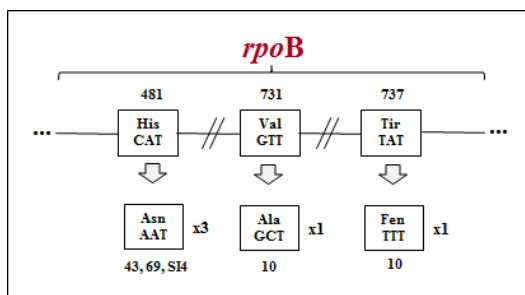 rpoB
481 731 737
His Val Tir
... CAT GTT TAT ...
Asn Ala Fen
AAT x3 GCT x1 TTT x1
43, 69, SI4 10 10